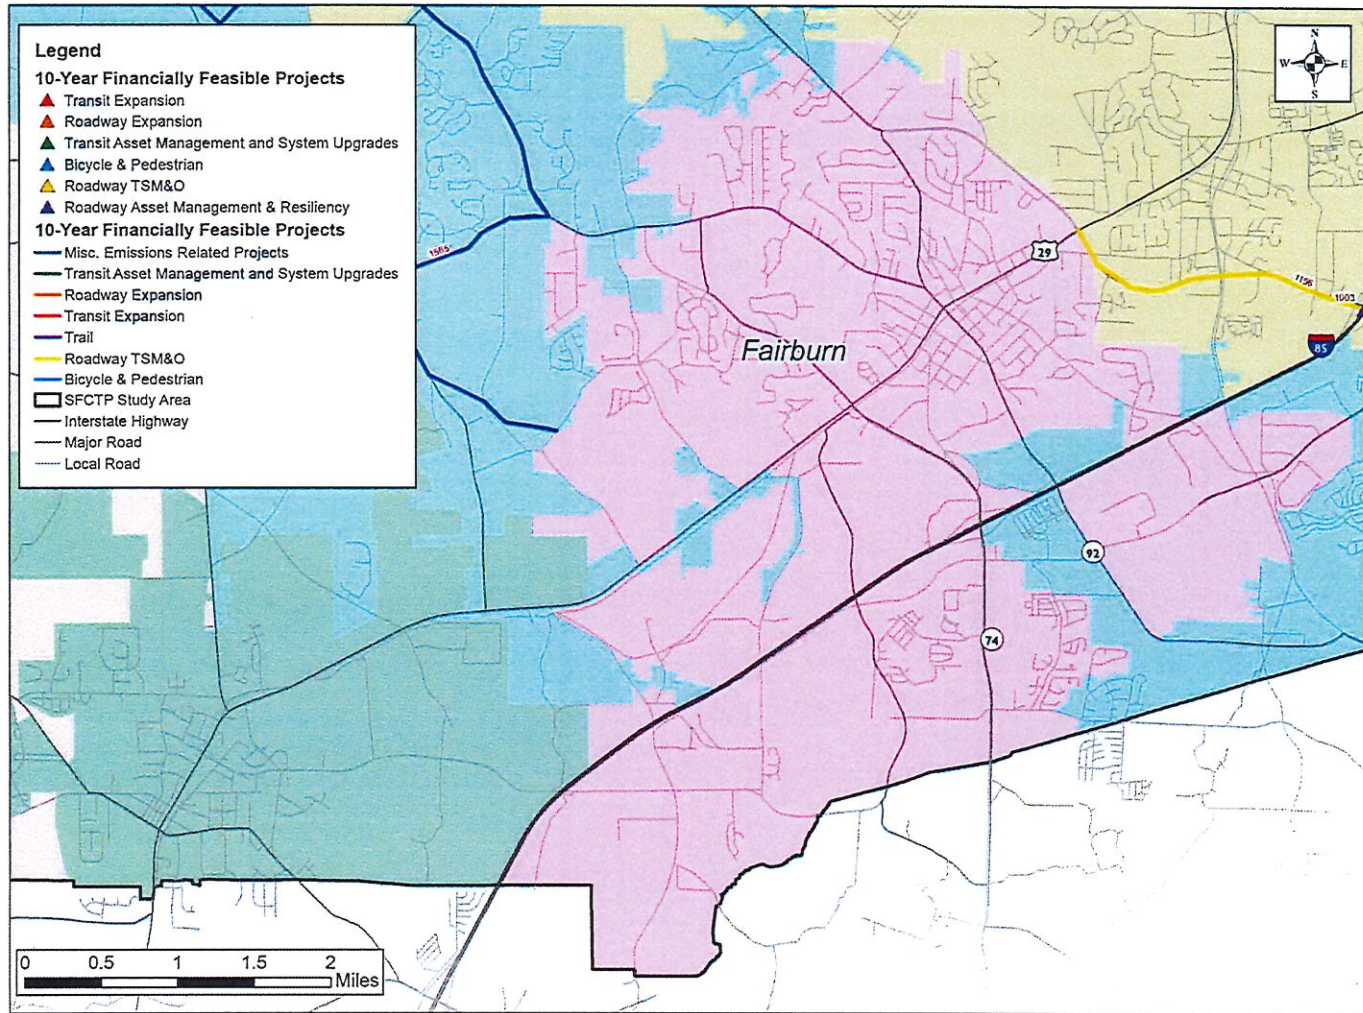 Legend
10-Year Financially Feasible Projects
Transit Expansion
Roadway Expansion
Transit Asset Management and System Upgrades
Bicycle & Pedestrian
Roadway TSM&O
Roadway Asset Management & Resiliency
10-Year Financially Feasible Projects
Misc. Emissions Related Projects
Transit Asset Management and System Upgrades
Roadway Expansion
Transit Expansion
Trail
Roadway TSM&O
Bicycle & Pedestrian
SFCTP Study Area
Interstate Highway
Major Road
Local Road
N
W E
S
29
1156
1003
85
Fairburn
92
74
0 0.5 1 1.5 2
Miles